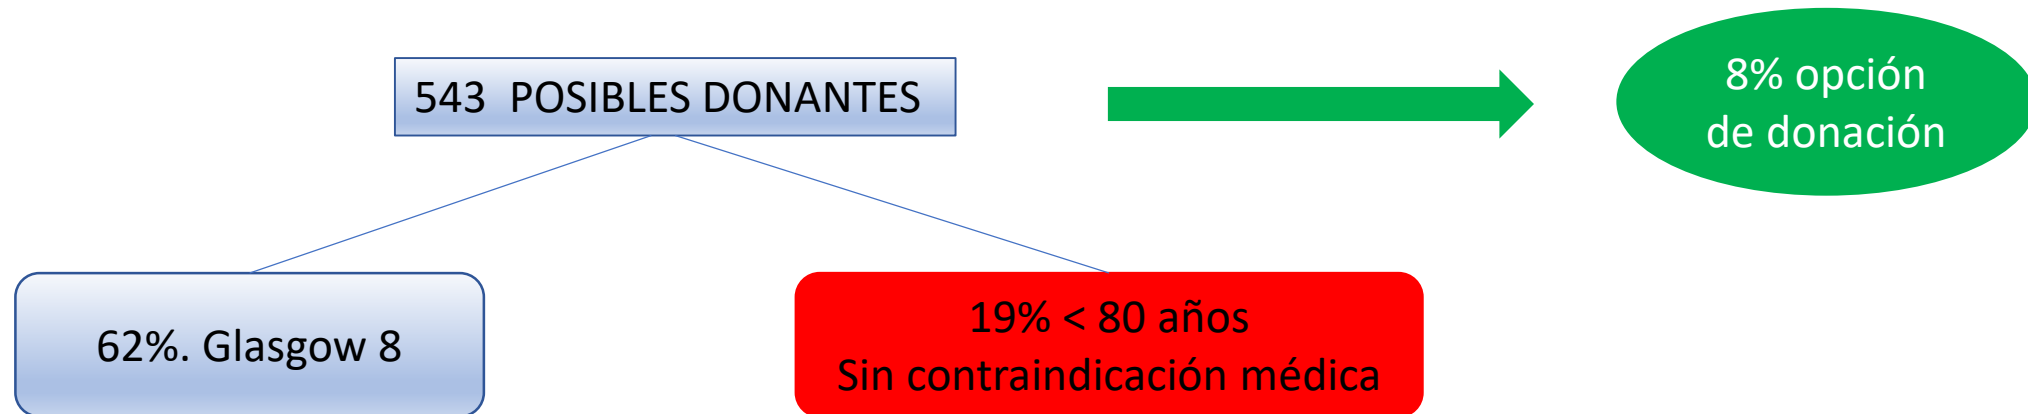 543 POSIBLES DONANTES
8% opción
de donación
62%. Glasgow 8
19% < 80 años
Sin contraindicación médica